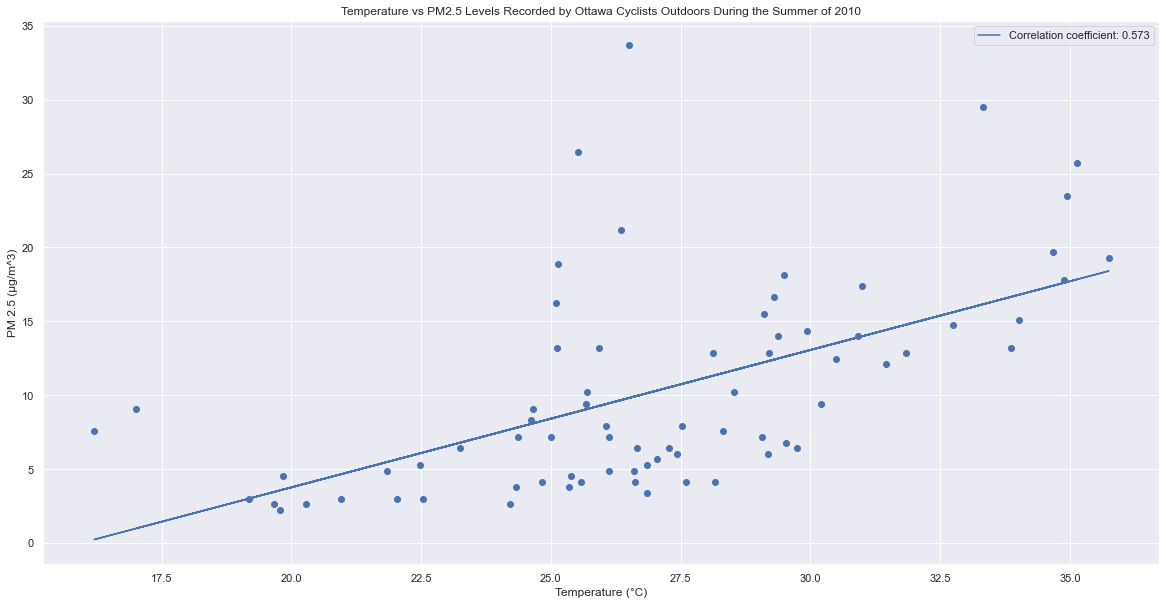 Temperature vs PM2.5 Levels Recorded by Ottawa Cyclists Outdoors During the Summer of 2010
Correlation coefficient: 0.573
PM 2.5 (μg/m^3)
35
30
25
20
15
10
5
0
17.5 20.0 22.5 25.0 27.5 30.0 32.5 35.0
Temperature (°C)